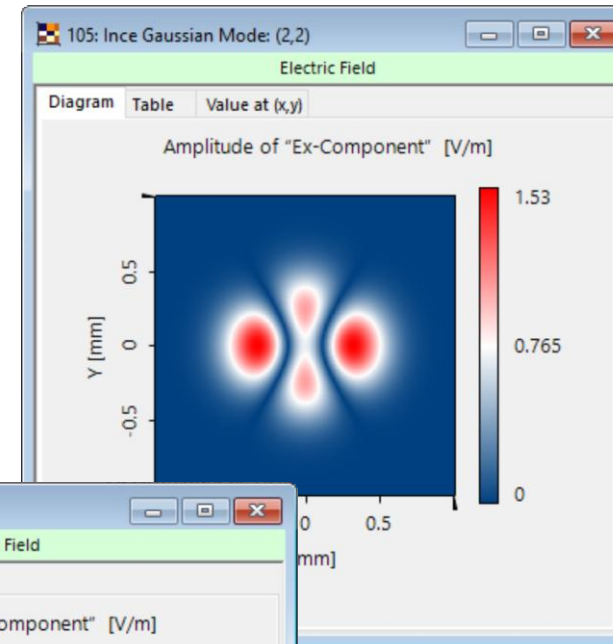 105: Ince Gaussian Mode: (2,2)
Electric Field
Diagram Table Value at (x,y)
Amplitude of "Ex-Component" [V/m]
1.53
0.765
0
Y [mm]
0.5
0
-0.5
0 0.5
mm]
Field
omponent" [V/m]